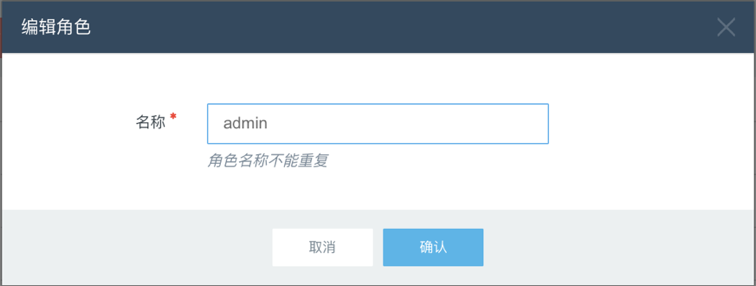 编辑角色
名称 *
admin
角色名称不能重复
取消
确认